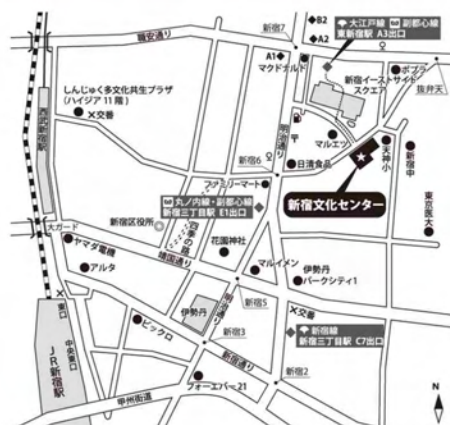 B2
A2
大江戸線 副都心線
東新宿駅 A3出口
新宿7
職安通り
A1
マクドナルド
新宿イーストサイド
スクエア
ポプラ
抜弁天
しんじゅく多文化共生プラザ
(ハイジア11階)
交番
西武新宿駅
明治通り
マルエツ
天神小
新宿中
新宿6
日清食品
ファミリーマート
新宿文化センター
東京医大
丸ノ内線・副都心線
新宿三丁目駅 E1出口
新宿区役所
四季の路
花園神社
大ガード
ヤマダ電機
靖国通り
アルタ
マルイメン
伊勢丹
パークシティ1
新宿5
交番
伊勢丹
明治通り
東口
中央東口
ビックロ
新宿3
新宿線
新宿三丁目駅 C7出口
JR新宿駅
新宿通り
フォーエバー21
新宿2
甲州街道
N